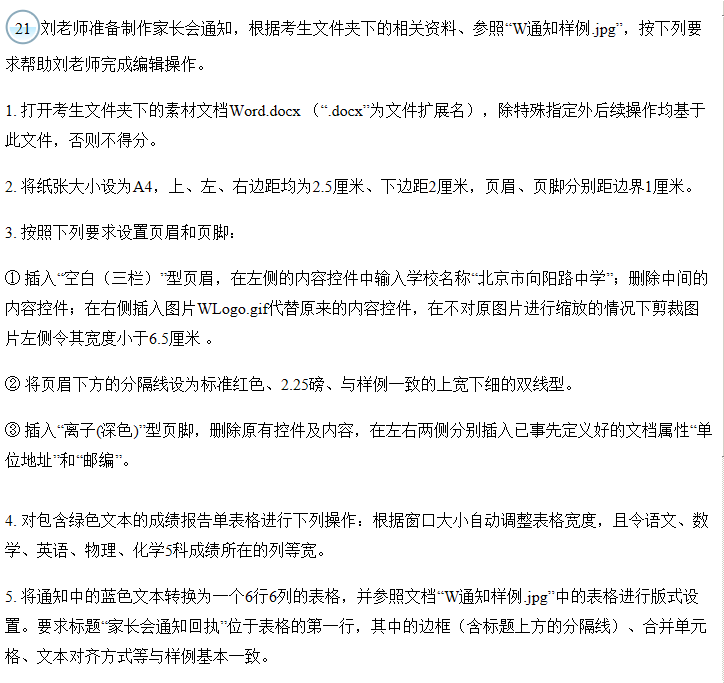 21 刘老师准备制作家长会通知，根据考生文件夹下的相关资料、参照“W通知样例.jpg”，按下列要
求帮助刘老师完成编辑操作。
1. 打开考生文件夹下的素材文档Word.docx （“.docx”为文件扩展名），除特殊指定外后续操作均基于
此文件，否则不得分。
2. 将纸张大小设为A4，上、左、右边距均为2.5厘米、下边距2厘米，页眉、页脚分别距边界1厘米。
3. 按照下列要求设置页眉和页脚：
① 插入“空白（三栏）”型页眉，在左侧的内容控件中输入学校名称“北京市向阳路中学”；删除中间的
内容控件；在右侧插入图片WLogo.gif代替原来的内容控件，在不对原图片进行缩放的情况下剪裁图
片左侧令其宽度小于6.5厘米 。
② 将页眉下方的分隔线设为标准红色、2.25磅、与样例一致的上宽下细的双线型。
③ 插入“离子(深色)”型页脚，删除原有控件及内容，在左右两侧分别插入已事先定义好的文档属性“单
位地址”和“邮编”。
4. 对包含绿色文本的成绩报告单表格进行下列操作：根据窗口大小自动调整表格宽度，且令语文、数
学、英语、物理、化学5科成绩所在的列等宽。
5. 将通知中的蓝色文本转换为一个6行6列的表格，并参照文档“W通知样例.jpg”中的表格进行版式设
置。要求标题“家长会通知回执”位于表格的第一行，其中的边框（含标题上方的分隔线）、合并单元
格、文本对齐方式等与样例基本一致。